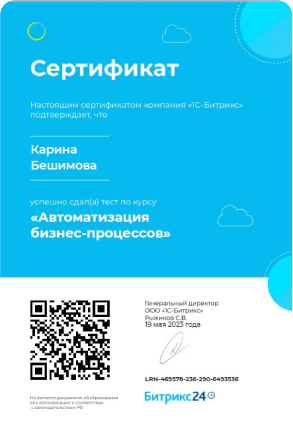 Сертификат
Настоящим сертификатом компания «1С-Битрикс»
подтверждает, что
Карина
Бешимова
успешно сдал(а) тест по курсу
«Автоматизация
бизнес-процессов»
Генеральный директор
ООО «1С-Битрикс»
Рыжиков С.В.
19 мая 2023 года
LRN-469578-236-290-6493536
Не является документом об образовании
или квалификации в соответствии
с законодательством РФ
Битрикс24